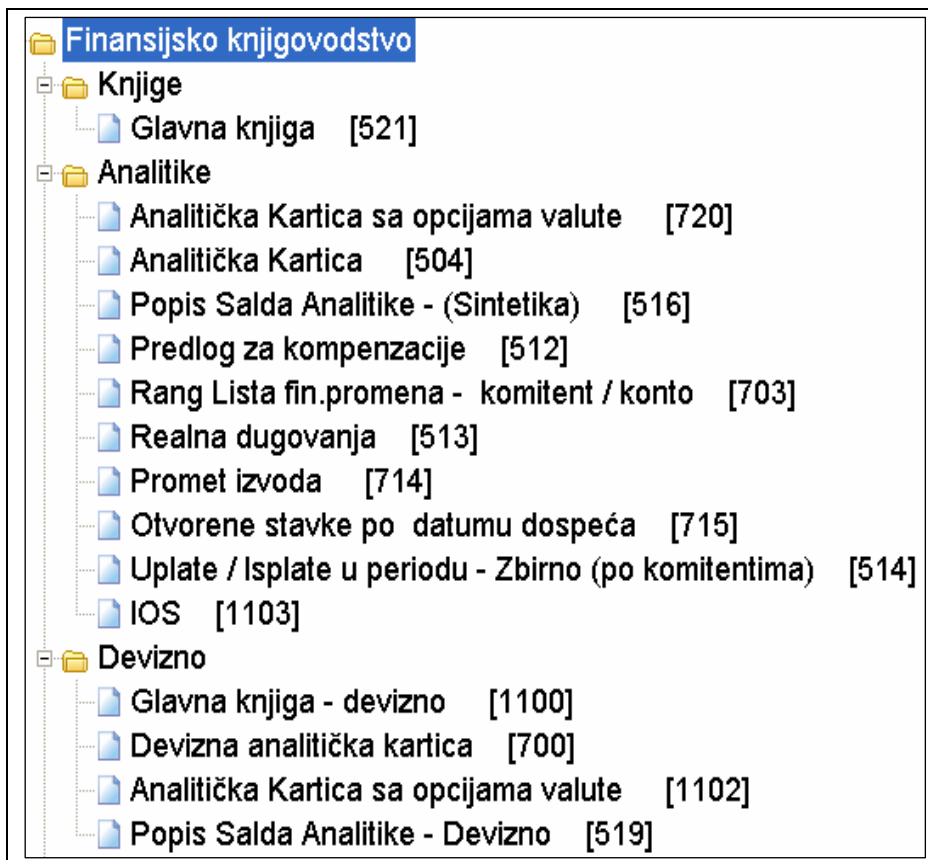 Finansijsko knjigovodstvo
Knjige
Glavna knjiga [521]
Analitike
Analitička Kartica sa opcijama valute [720]
Analitička Kartica [504]
Popis Salda Analitike - (Sintetika) [516]
Predlog za kompenzacije [512]
Rang Lista fin.promena - komitent / konto [703]
Realna dugovanja [513]
Promet izvoda [714]
Otvorene stavke po datumu dospeća [715]
Uplate / Isplate u periodu - Zbirno (po komitentima) [514]
IOS [1103]
Devizno
Glavna knjiga - devizno [1100]
Devizna analitička kartica [700]
Analitička Kartica sa opcijama valute [1102]
Popis Salda Analitike - Devizno [519]